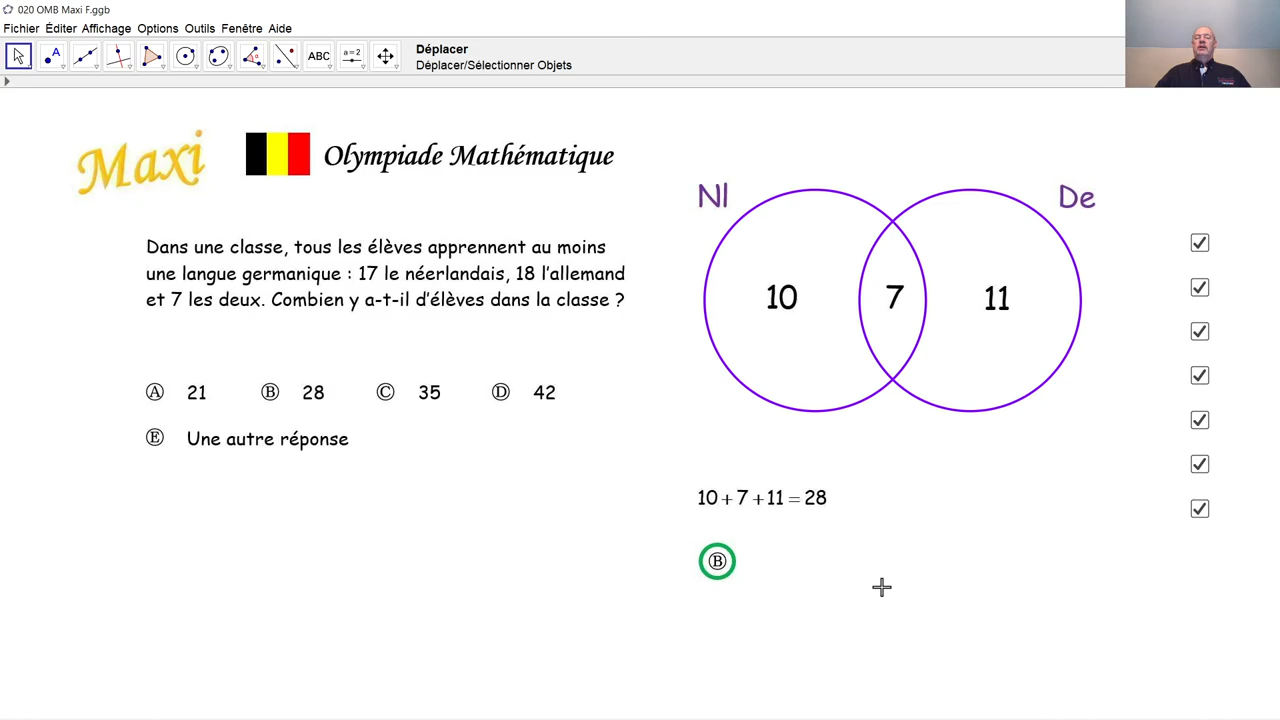 020 OMB Maxi F.ggb
Fichier Éditer Affichage Options Outils Fenêtre Aide
A ABC a=2 Déplacer
Déplacer/Sélectionner Objets
Maxi Olympiade Mathématique
Nl De
Dans une classe, tous les élèves apprennent au moins
une langue germanique : 17 le néerlandais, 18 l'allemand
et 7 les deux. Combien y a-t-il d'élèves dans la classe ?
10 7 11
Ⓐ 21 Ⓑ 28 Ⓒ 35 Ⓓ 42
Ⓔ Une autre réponse
10 + 7 + 11 = 28
Ⓑ